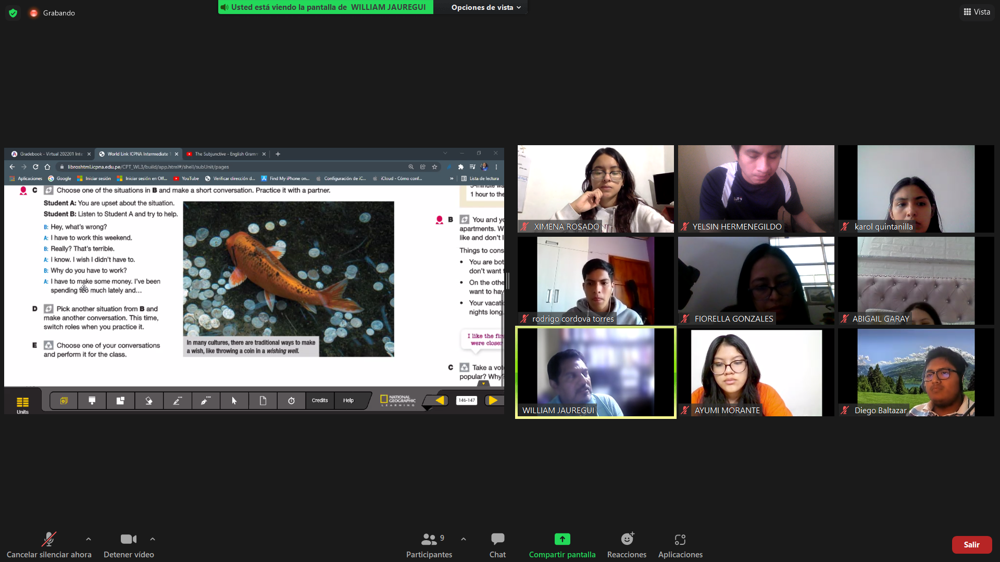 Grabando
Usted está viendo la pantalla de WILLIAM JAUREGUI
Opciones de vista
Vista
Gradebook - Virtual 202201 Inte
World Link ICPNA Intermediate 1
The Subjunctive - English Gramm
libroshtml.icpna.edu.pe/CPT_WL3/build/app.html#/shell/subUnit/pages
Aplicaciones
Google
Iniciar sesión
Iniciar sesión en Off...
YouTube
Verificar dirección d...
Find My iPhone on...
Configuración de iC...
iCloud - Cómo conf...
»
Lista de lectura
C Choose one of the situations in B and make a short conversation. Practice it with a partner.
Student A: You are upset about the situation.
Student B: Listen to Student A and try to help.
B: Hey, what's wrong?
A: I have to work this weekend.
B: Really? That's terrible.
A: I know. I wish I didn't have to.
B: Why do you have to work?
A: I have to make some money. I've been
spending too much lately and...
D Pick another situation from B and
make another conversation. This time,
switch roles when you practice it.
E Choose one of your conversations
and perform it for the class.
In many cultures, there are traditional ways to make
a wish, like throwing a coin in a wishing well.
1 hour to the
B You and yo
apartments. W
like and don't l
Things to cons
• You are bot
don't want
• On the othe
want to hav
• Your vacati
nights long.
I like the fir
were closer
C Take a vot
popular? Why?
Units
Credits
Help
NATIONAL
GEOGRAPHIC
LEARNING
146-147
XIMENA ROSADO
YELSIN HERMENEGILDO
karol quintanilla
rodrigo cordova torres
FIORELLA GONZALES
ABIGAIL GARAY
WILLIAM JAUREGUI
AYUMI MORANTE
Diego Baltazar
Cancelar silenciar ahora
Detener vídeo
Participantes
9
Chat
Compartir pantalla
Reacciones
Aplicaciones
Salir